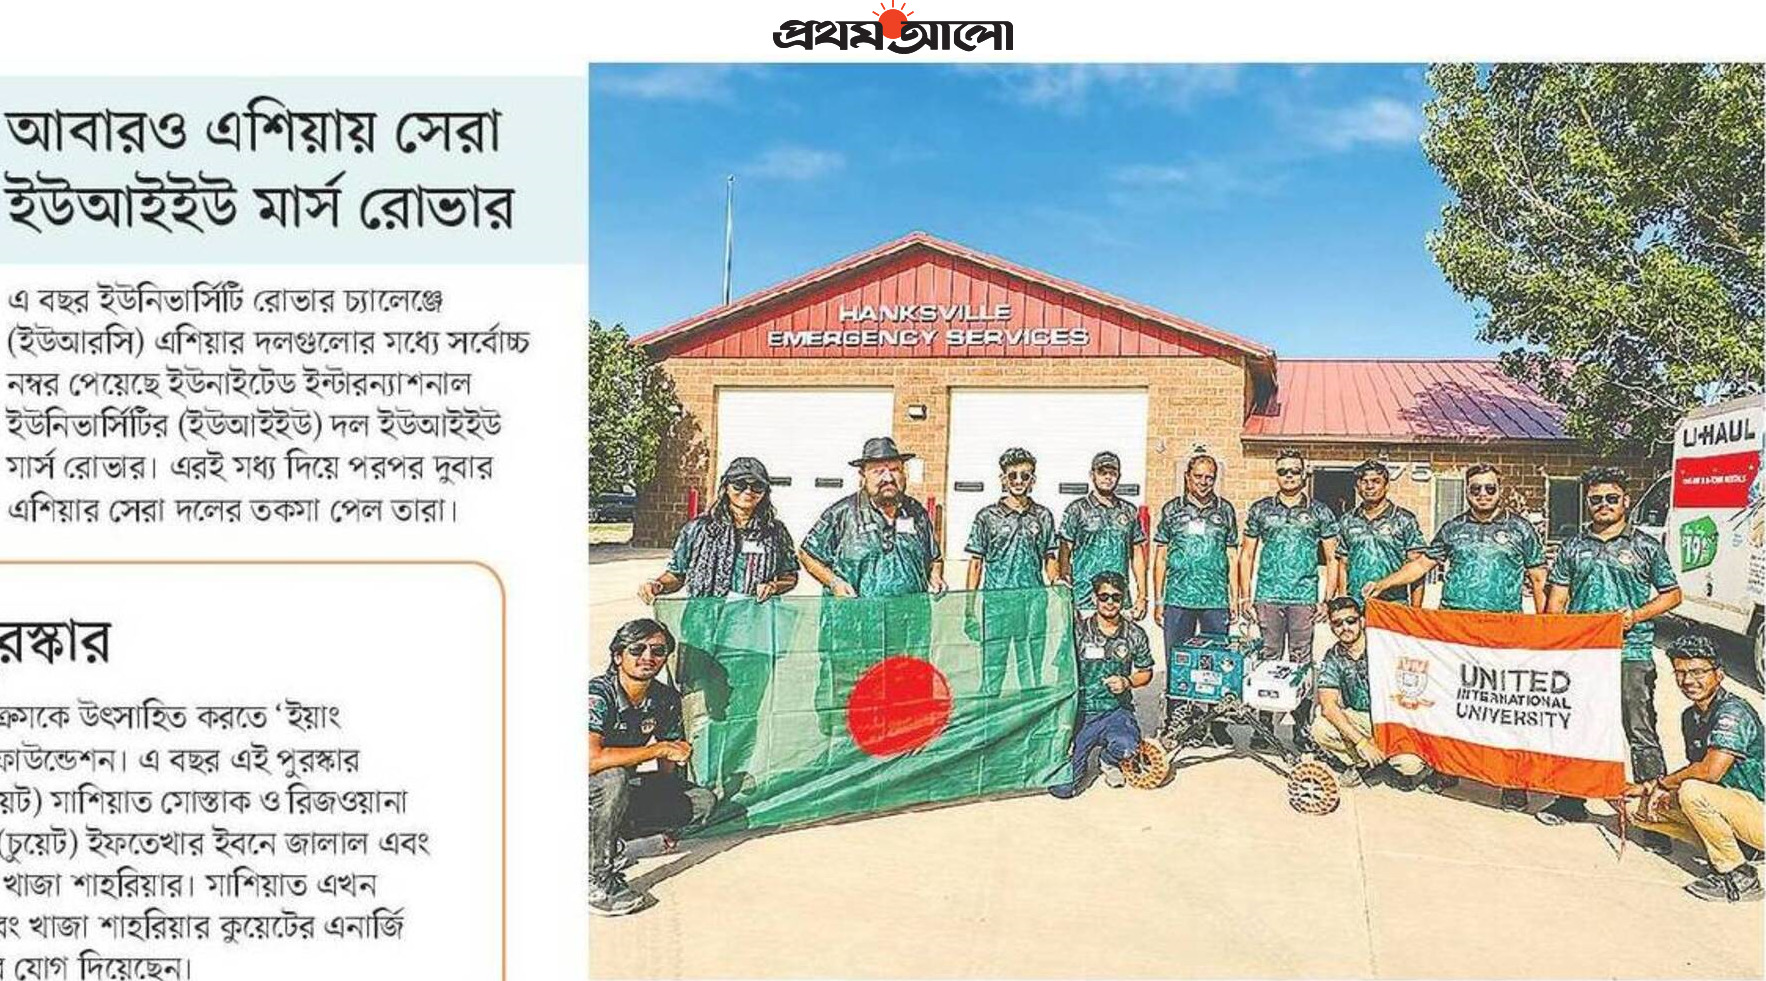 প্রথম আলো
আবারও এশিয়ায় সেরা
ইউআইইউ মার্স রোভার
এ বছর ইউনিভার্সিটি রোভার চ্যালেঞ্জে
(ইউআরসি) এশিয়ার দলগুলোর মধ্যে সর্বোচ্চ
নম্বর পেয়েছে ইউনাইটেড ইন্টারন্যাশনাল
ইউনিভার্সিটির (ইউআইইউ) দল ইউআইইউ
মার্স রোভার। এরই মধ্য দিয়ে পরপর দুবার
এশিয়ার সেরা দলের তকমা পেল তারা।
রস্কার
ক্রমকে উৎসাহিত করতে ‘ইয়াং
ফাউন্ডেশন। এ বছর এই পুরস্কার
য়েট) মাশিয়াত মোস্তাক ও রিজওয়ানা
(চুয়েট) ইফতেখার ইবনে জালাল এবং
খাজা শাহরিয়ার। মাশিয়াত এখন
বং খাজা শাহরিয়ার কুয়েটের এনার্জি
যোগ দিয়েছেন।
HANKSVILLE
EMERGENCY SERVICES
U-HAUL
19
UNITED
INTERNATIONAL
UNIVERSITY